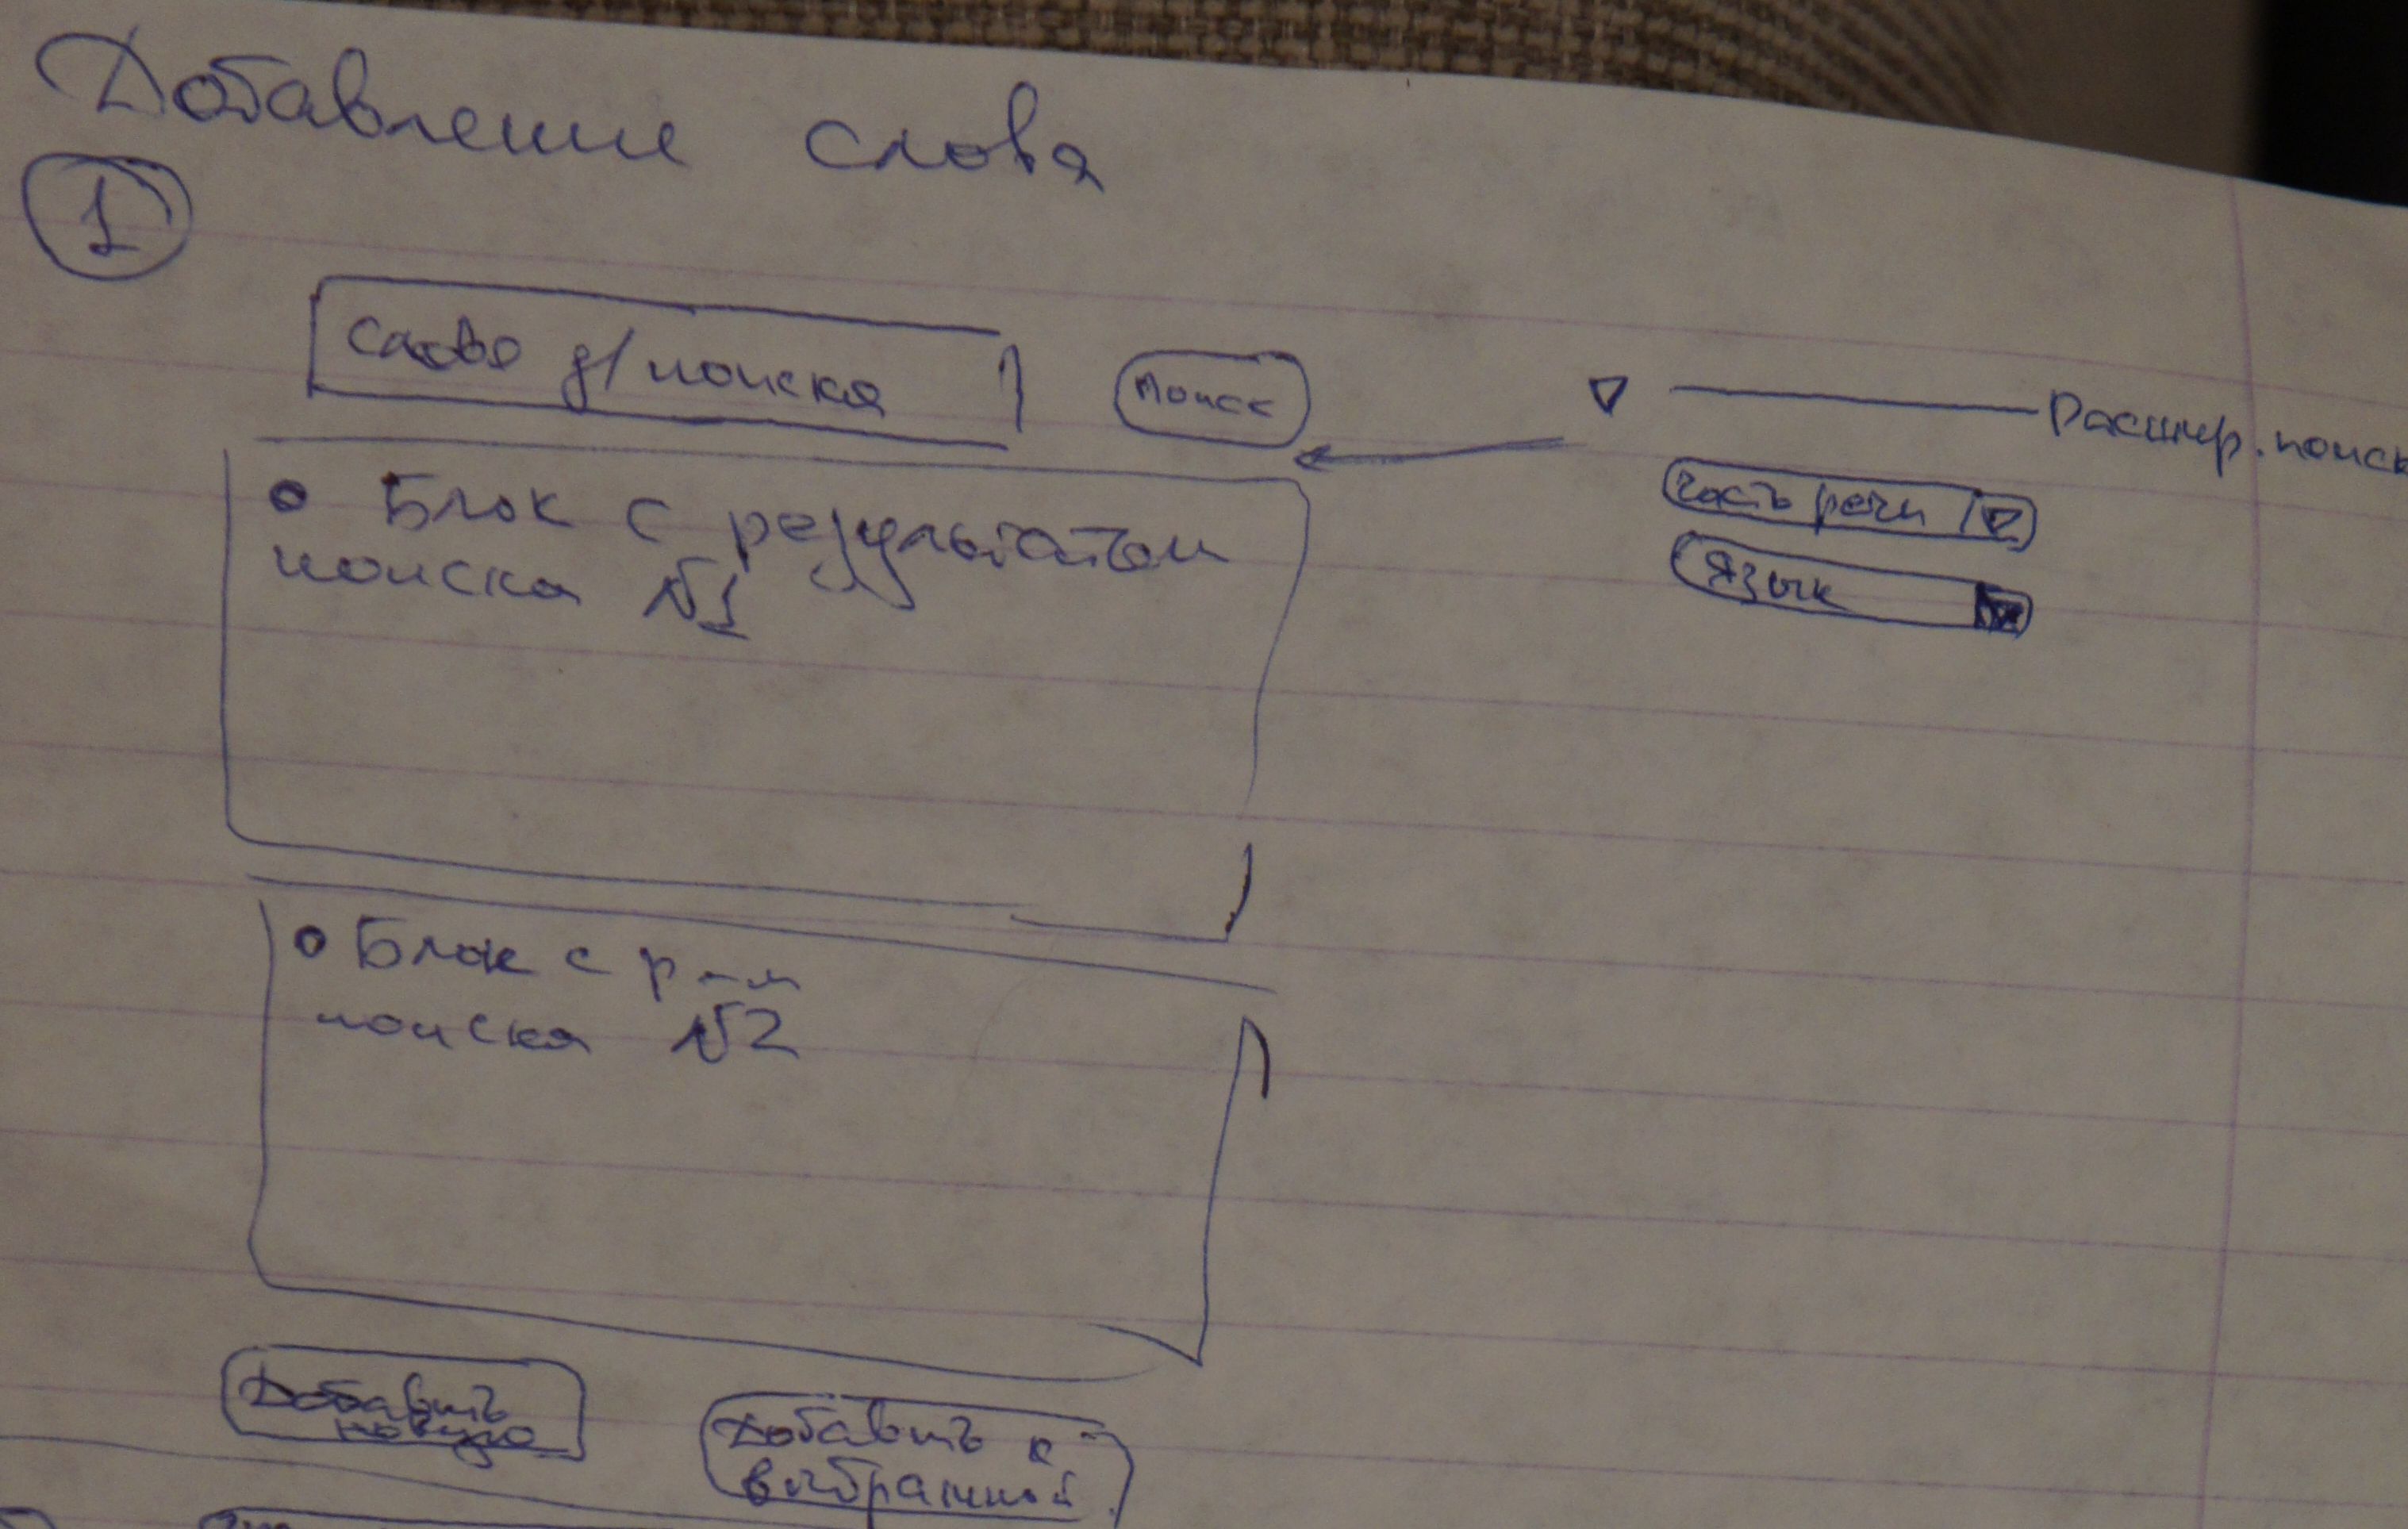 Добавление слова
1
слово д/поиска
поиск
Расшир. поиск
часть речи
язык
Блок с результатом
поиска №1
Блок с р-м
поиска №2
Добавить
новую
Добавить к
выбранной